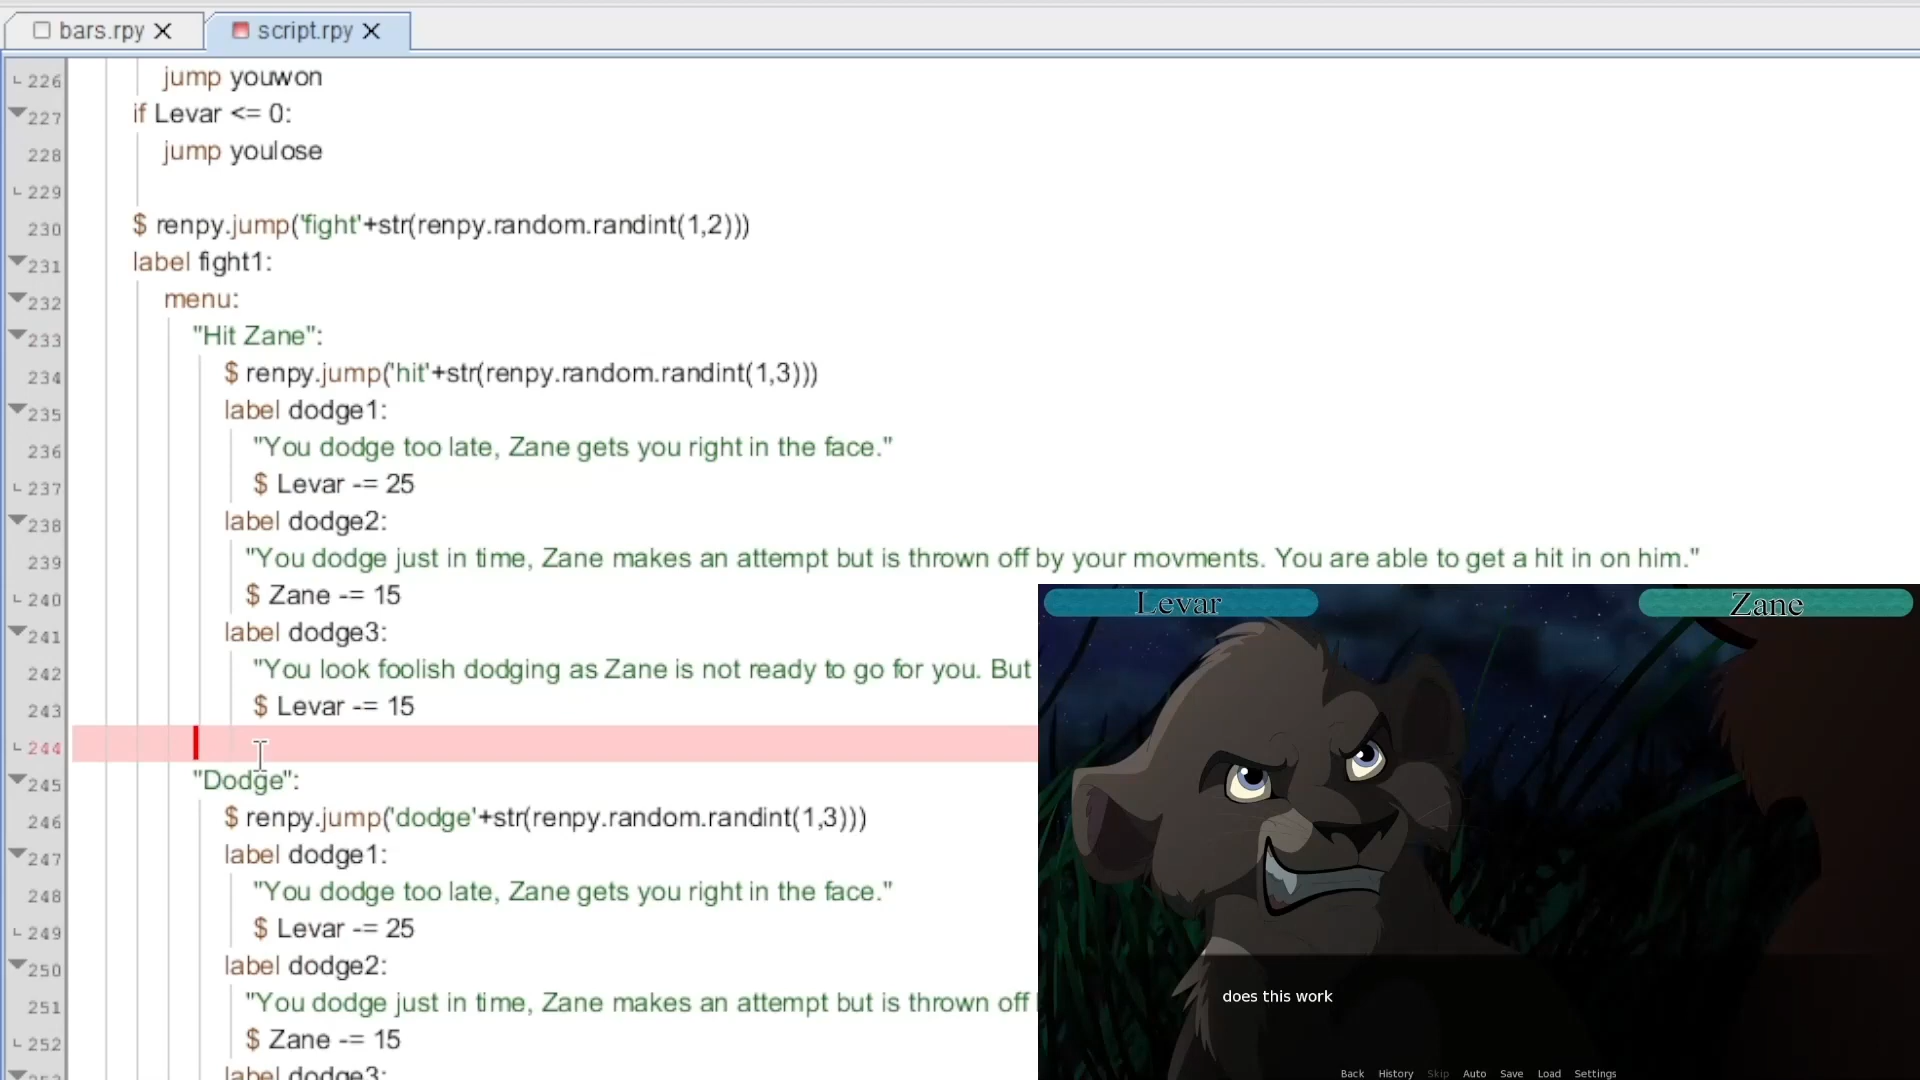 bars.rpy
script.rpy
226 jump youwon
227 if Levar <= 0:
228 jump youlose
229
230 $ renpy.jump('fight'+str(renpy.random.randint(1,2)))
231 label fight1:
232 menu:
233 "Hit Zane":
234 $ renpy.jump('hit'+str(renpy.random.randint(1,3)))
235 label dodge1:
236 "You dodge too late, Zane gets you right in the face."
237 $ Levar -= 25
238 label dodge2:
239 "You dodge just in time, Zane makes an attempt but is thrown off by your movments. You are able to get a hit in on him."
240 $ Zane -= 15
241 label dodge3:
242 "You look foolish dodging as Zane is not ready to go for you. But
243 $ Levar -= 15
244
245 "Dodge":
246 $ renpy.jump('dodge'+str(renpy.random.randint(1,3)))
247 label dodge1:
248 "You dodge too late, Zane gets you right in the face."
249 $ Levar -= 25
250 label dodge2:
251 "You dodge just in time, Zane makes an attempt but is thrown off
252 $ Zane -= 15
label dodge3:
Levar
Zane
does this work
Back History Skip Auto Save Load Settings